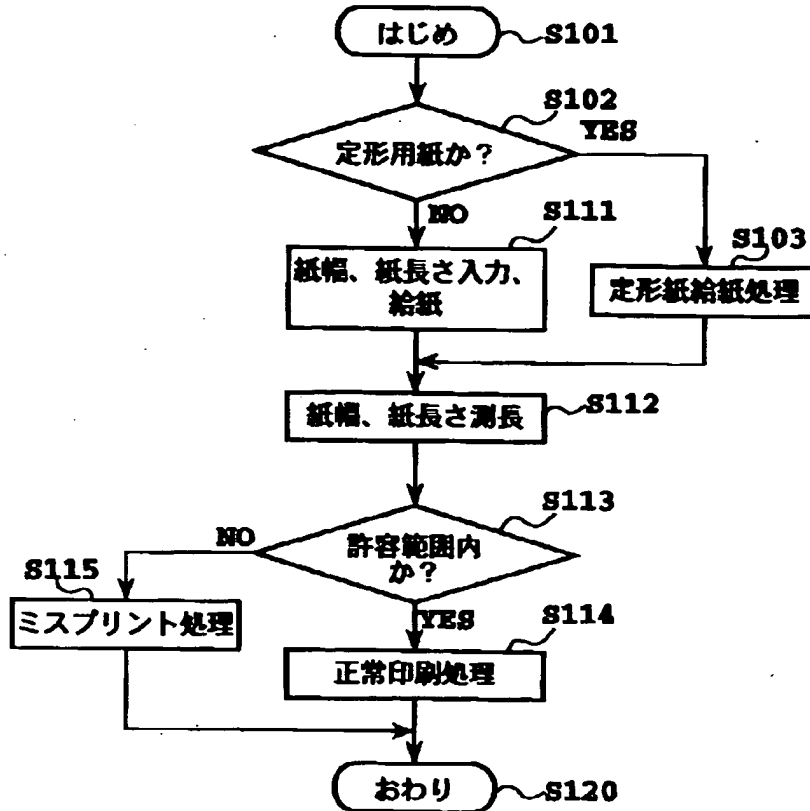 はじめ
S101
S102
定形用紙か？
YES
NO
S111
紙幅、紙長さ入力、
給紙
S103
定形紙給紙処理
紙幅、紙長さ測長
S112
S113
許容範囲内
か？
NO
YES
S115
ミスプリント処理
S114
正常印刷処理
おわり
S120